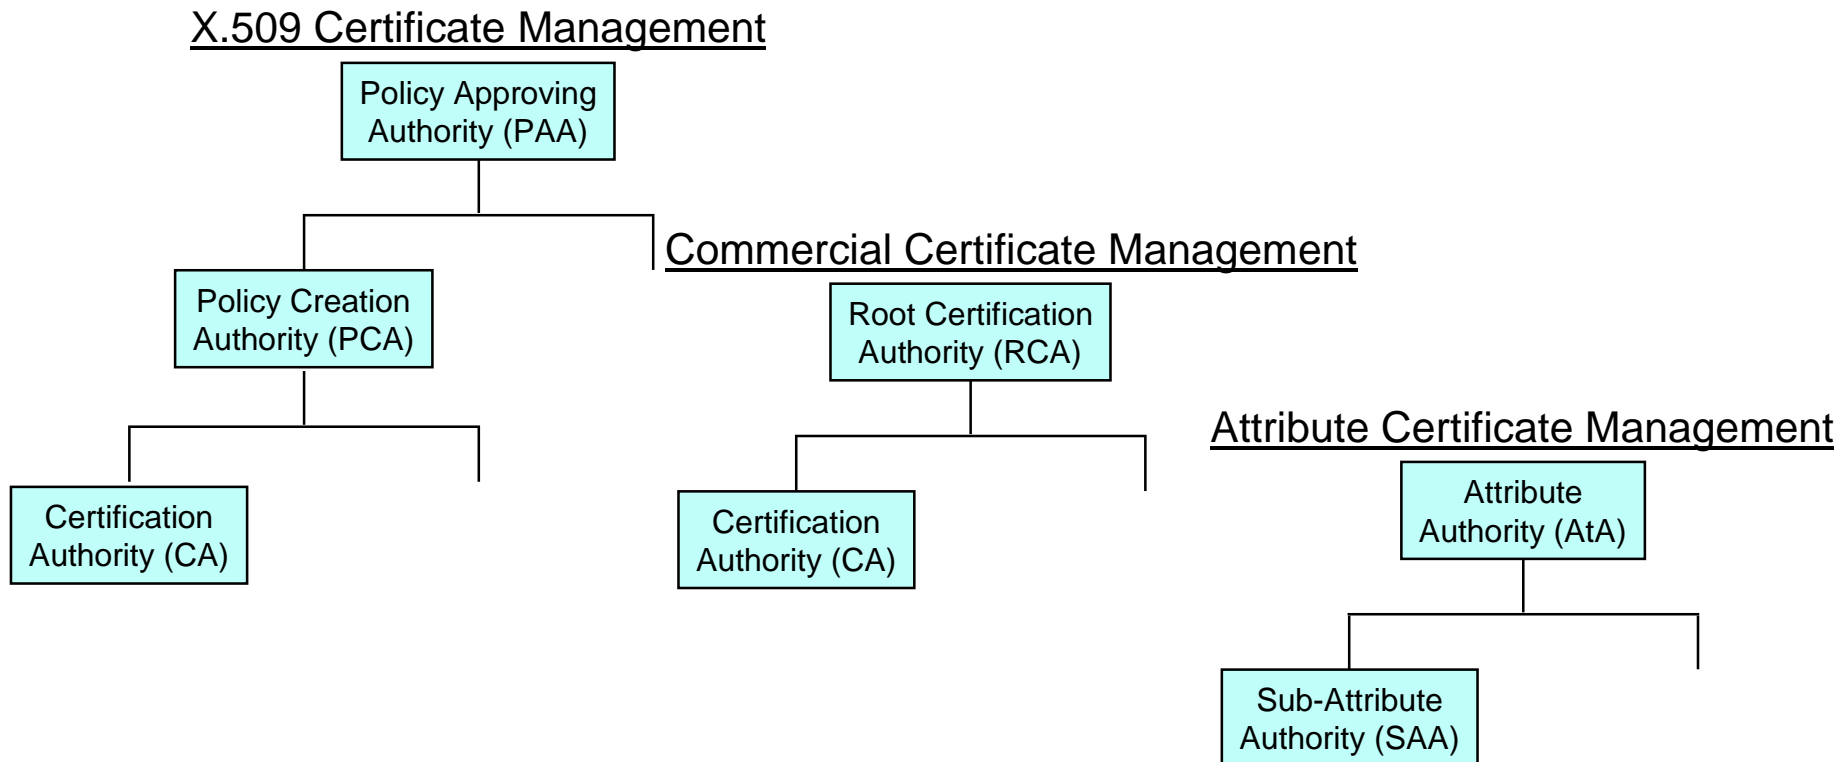 X.509 Certificate Management
Policy Approving
Authority (PAA)
Policy Creation
Authority (PCA)
Certification
Authority (CA)
Commercial Certificate Management
Root Certification
Authority (RCA)
Certification
Authority (CA)
Attribute Certificate Management
Attribute
Authority (AtA)
Sub-Attribute
Authority (SAA)